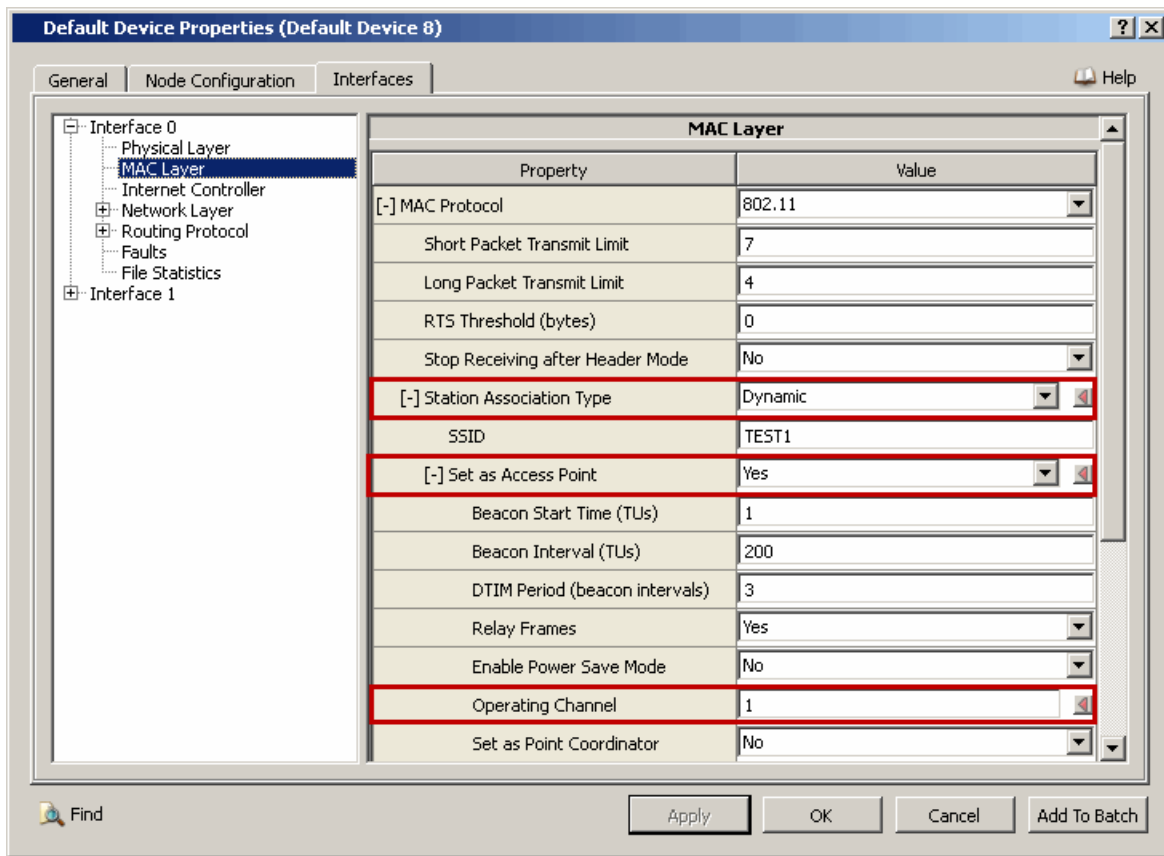 Default Device Properties (Default Device 8)
General
Node Configuration
Interfaces
Help
Interface 0
Physical Layer
MAC Layer
Internet Controller
Network Layer
Routing Protocol
Faults
File Statistics
Interface 1
MAC Layer
Property Value
[-] MAC Protocol 802.11
Short Packet Transmit Limit 7
Long Packet Transmit Limit 4
RTS Threshold (bytes) 0
Stop Receiving after Header Mode No
[-] Station Association Type Dynamic
SSID TEST1
[-] Set as Access Point Yes
Beacon Start Time (TUs) 1
Beacon Interval (TUs) 200
DTIM Period (beacon intervals) 3
Relay Frames Yes
Enable Power Save Mode No
Operating Channel 1
Set as Point Coordinator No
Find
Apply
OK
Cancel
Add To Batch